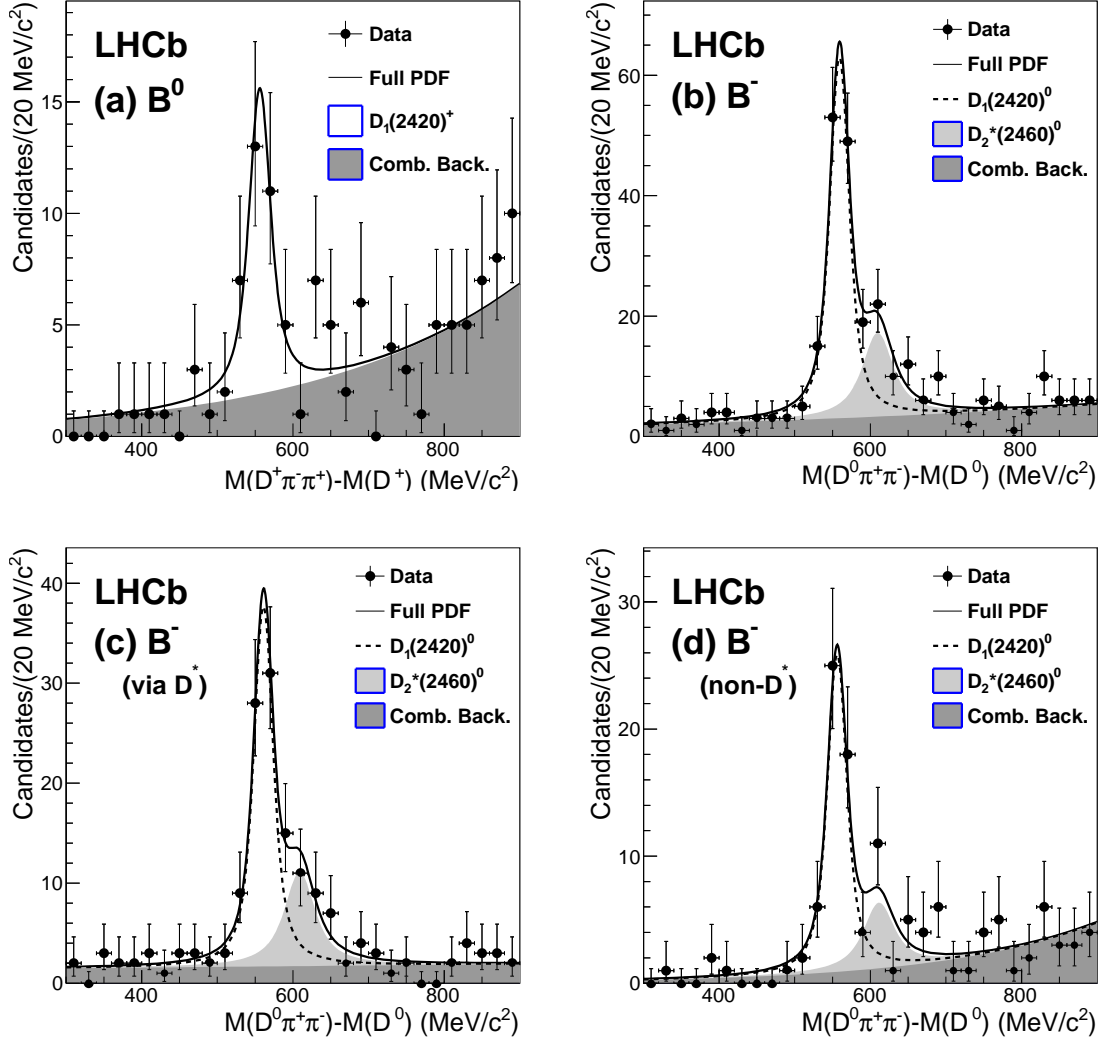 LHCb
(a) B⁰
Data
Full PDF
D₁(2420)⁺
Comb. Back.
Candidates/(20 MeV/c²)
0
5
10
15
400
600
800
M(D⁺π⁻π⁺)-M(D⁺) (MeV/c²)
LHCb
(b) B⁻
Data
Full PDF
D₁(2420)⁰
D₂*(2460)⁰
Comb. Back.
Candidates/(20 MeV/c²)
0
20
40
60
400
600
800
M(D⁰π⁺π⁻)-M(D⁰) (MeV/c²)
LHCb
(c) B⁻
(via D*)
Data
Full PDF
D₁(2420)⁰
D₂*(2460)⁰
Comb. Back.
Candidates/(20 MeV/c²)
0
10
20
30
40
400
600
800
M(D⁰π⁺π⁻)-M(D⁰) (MeV/c²)
LHCb
(d) B⁻
(non-D*)
Data
Full PDF
D₁(2420)⁰
D₂*(2460)⁰
Comb. Back.
Candidates/(20 MeV/c²)
0
10
20
30
400
600
800
M(D⁰π⁺π⁻)-M(D⁰) (MeV/c²)